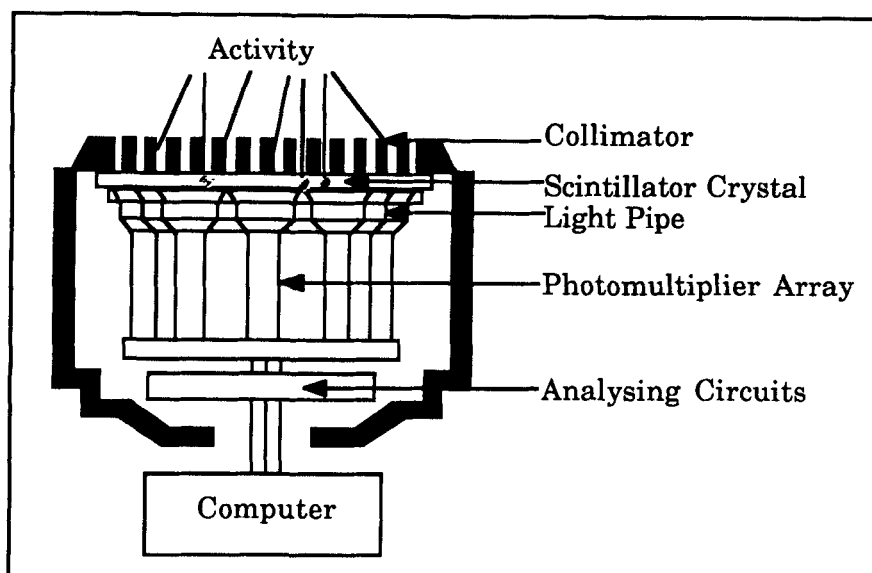 Activity
Collimator
Scintillator Crystal
Light Pipe
Photomultiplier Array
Analysing Circuits
Computer